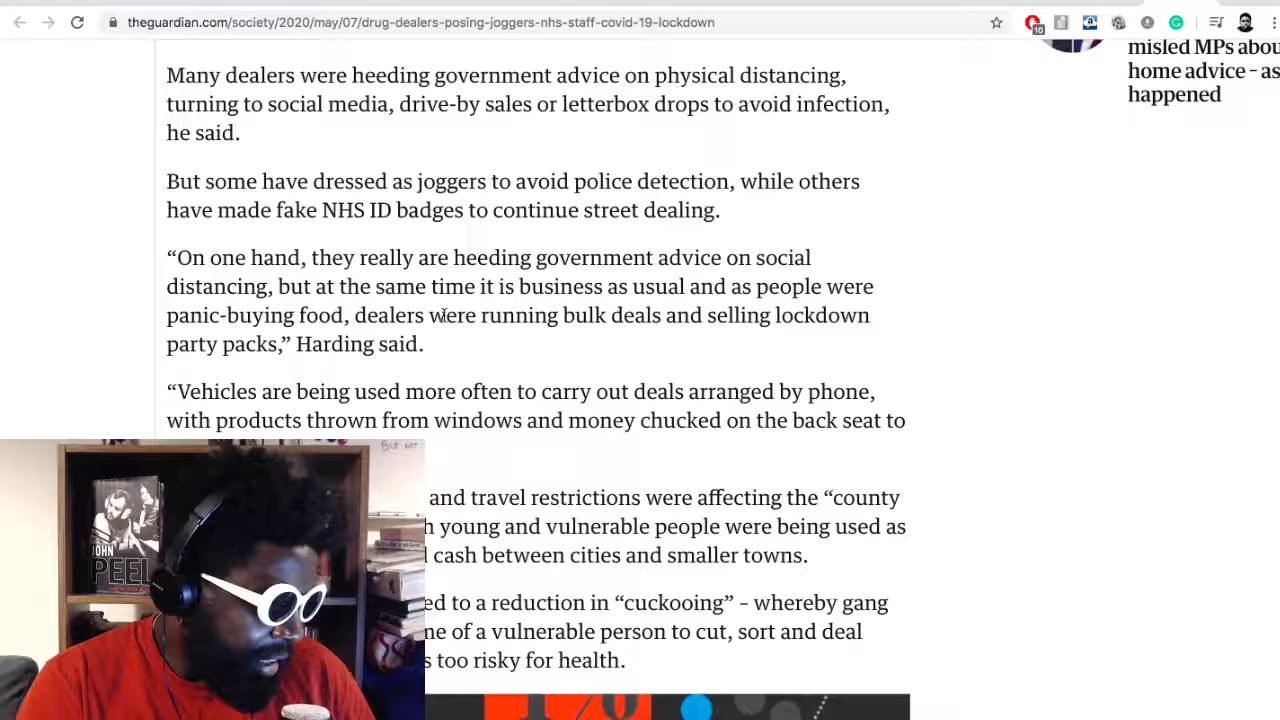 theguardian.com/society/2020/may/07/drug-dealers-posing-joggers-nhs-staff-covid-19-lockdown
10
misled MPs abou
home advice – as
happened
Many dealers were heeding government advice on physical distancing,
turning to social media, drive-by sales or letterbox drops to avoid infection,
he said.
But some have dressed as joggers to avoid police detection, while others
have made fake NHS ID badges to continue street dealing.
“On one hand, they really are heeding government advice on social
distancing, but at the same time it is business as usual and as people were
panic-buying food, dealers were running bulk deals and selling lockdown
party packs,” Harding said.
“Vehicles are being used more often to carry out deals arranged by phone,
with products thrown from windows and money chucked on the back seat to
and travel restrictions were affecting the “county
h young and vulnerable people were being used as
cash between cities and smaller towns.
ed to a reduction in “cuckooing” – whereby gang
me of a vulnerable person to cut, sort and deal
s too risky for health.
JOHN
PEEL